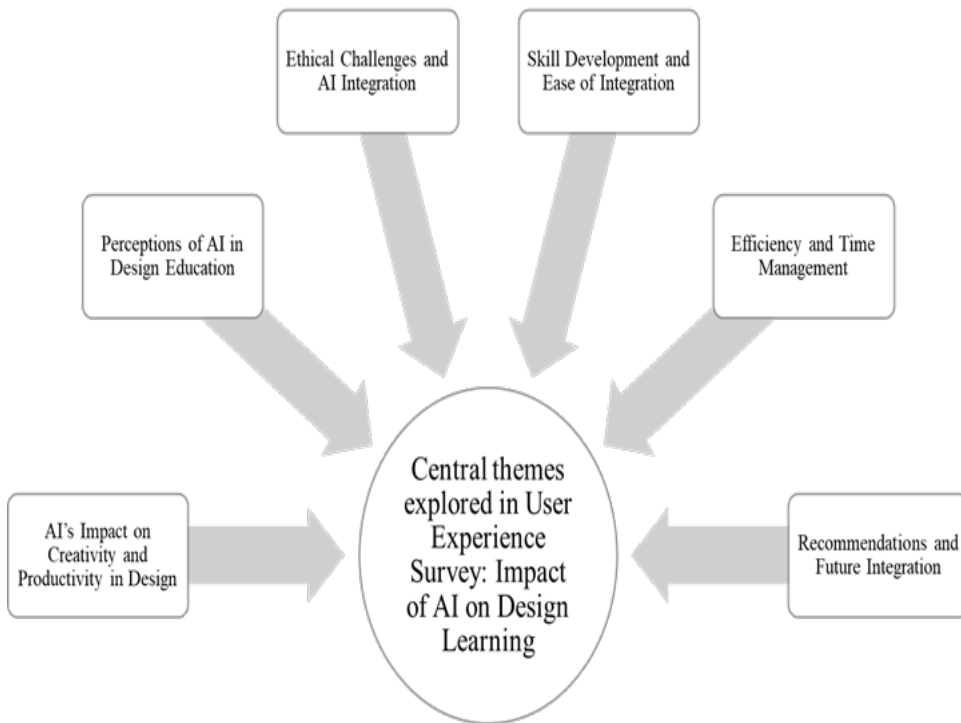 Ethical Challenges and
AI Integration
Skill Development and
Ease of Integration
Perceptions of AI in
Design Education
Efficiency and Time
Management
AI's Impact on
Creativity and
Productivity in Design
Central themes
explored in User
Experience
Survey: Impact
of AI on Design
Learning
Recommendations and
Future Integration